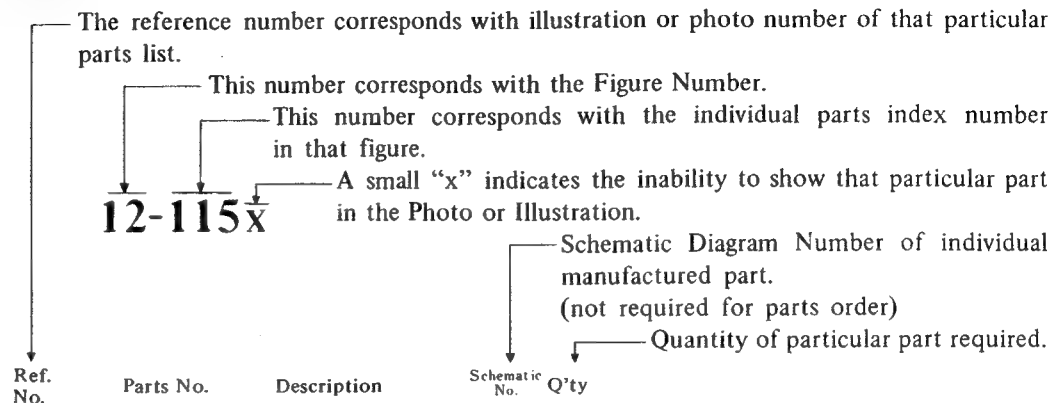 The reference number corresponds with illustration or photo number of that particular
parts list.
This number corresponds with the Figure Number.
This number corresponds with the individual parts index number
in that figure.
A small “x” indicates the inability to show that particular part
in the Photo or Illustration.
12-115x
Schematic Diagram Number of individual
manufactured part.
(not required for parts order)
Quantity of particular part required.
Ref.
No.
Parts No.
Description
Schematic
No.
Q'ty